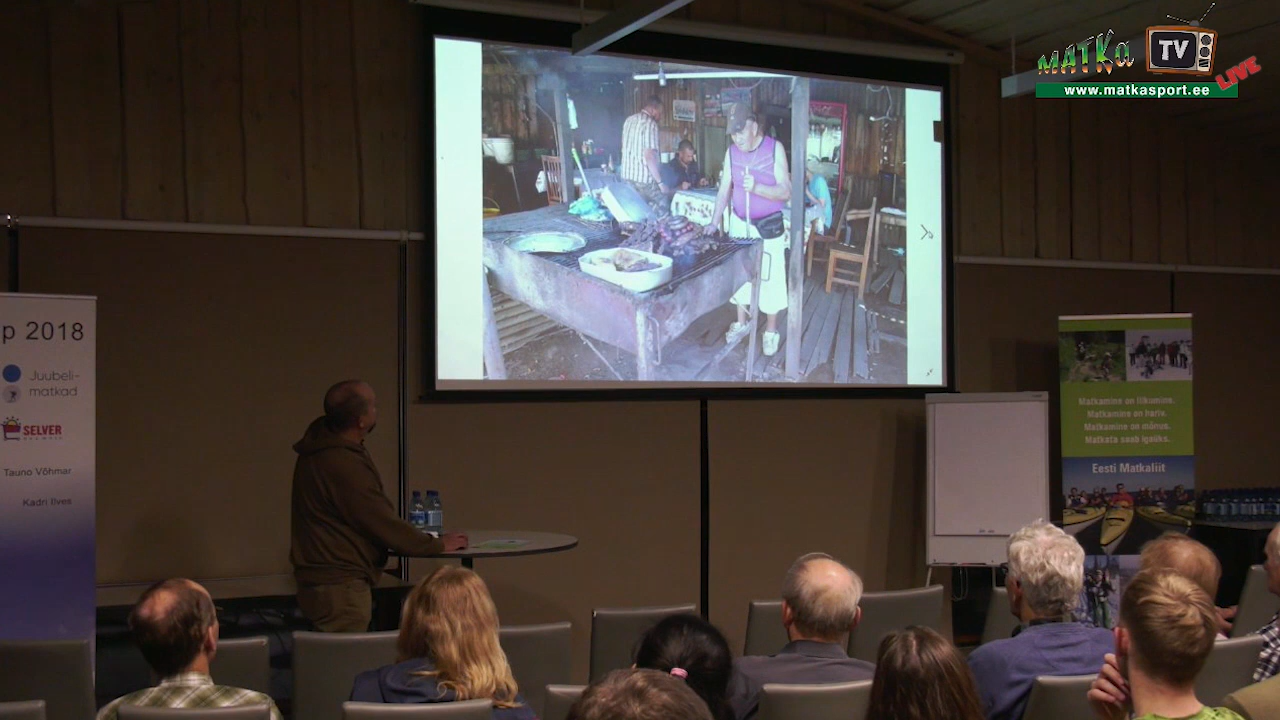 MATKa
TV
LIVE
www.matkasport.ee
p 2018
Juubeli-
matkad
SELVER
Tauno Võhmar
Kadri Ilves
Matkamine on liikumine.
Matkamine on hariv.
Matkamine on mõnus.
Matkata saab igaüks.
Eesti Matkaliit